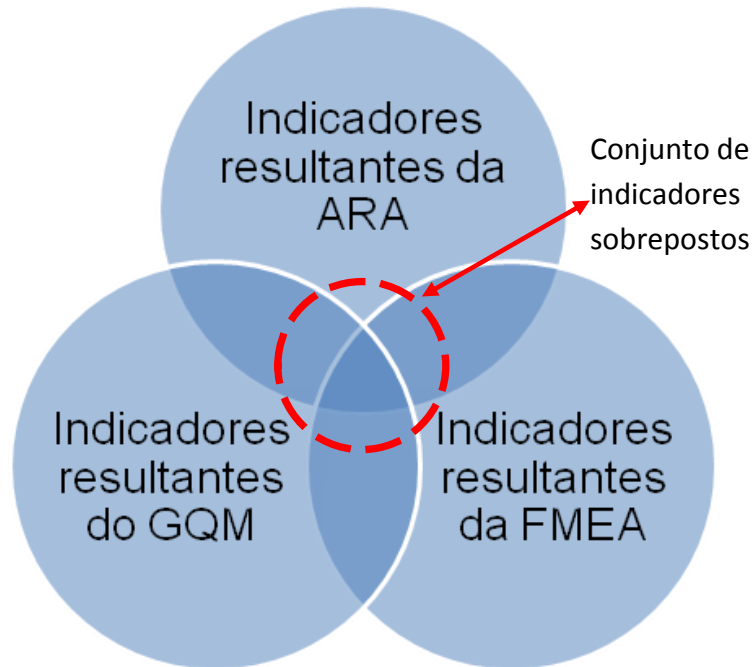 Indicadores
resultantes da
ARA
Conjunto de
indicadores
sobrepostos
Indicadores
resultantes
do GQM
Indicadores
resultantes
da FMEA